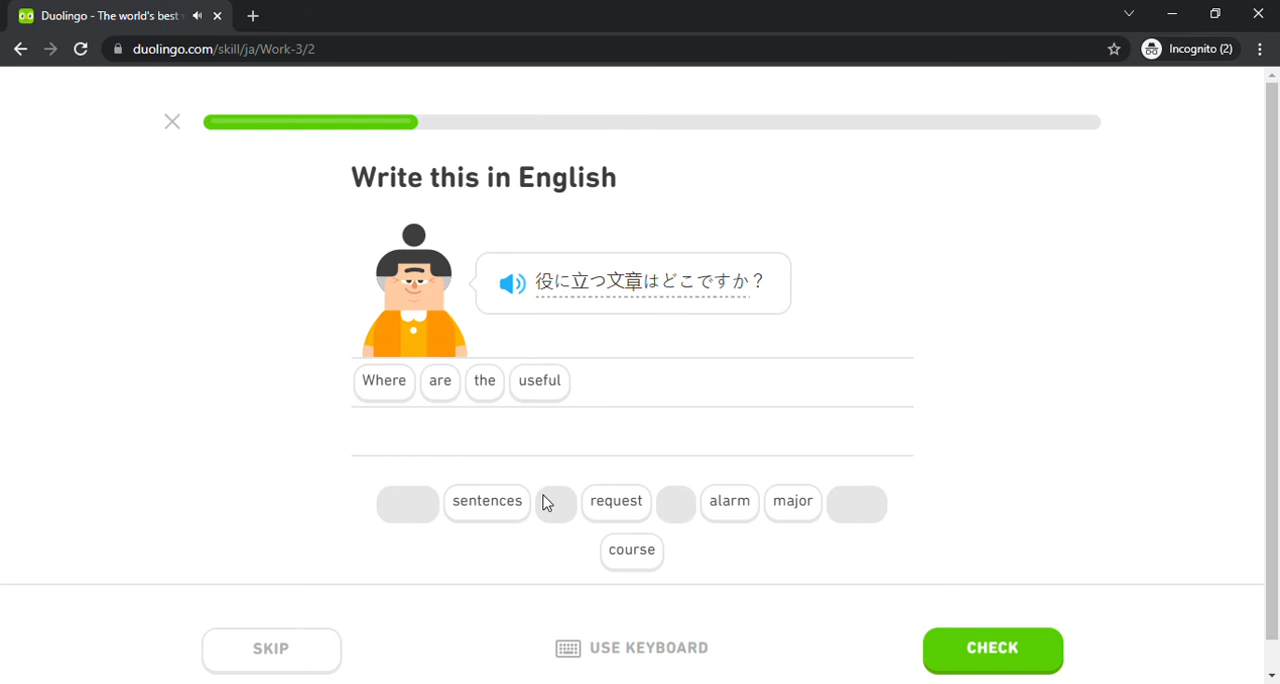 Duolingo - The world's best
duolingo.com/skill/ja/Work-3/2
Incognito (2)
Write this in English
役に立つ文章はどこですか？
Where are the useful
sentences request alarm major
course
SKIP USE KEYBOARD CHECK